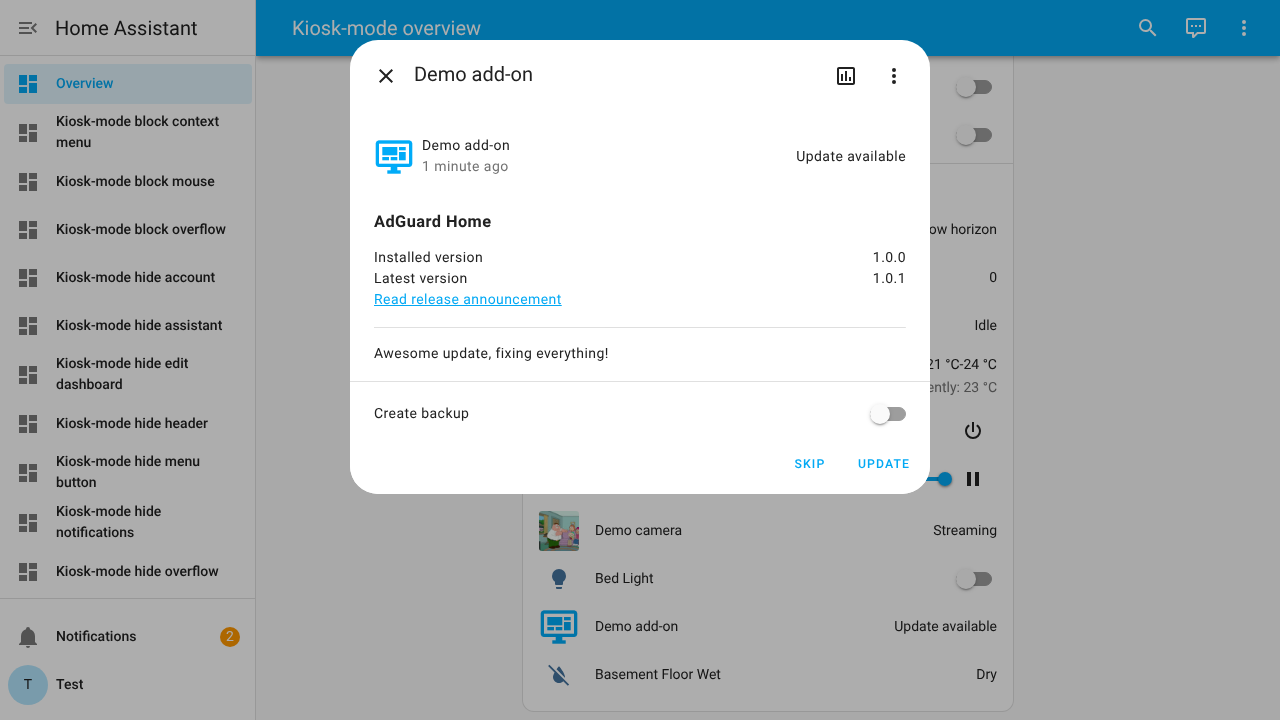 Home Assistant
Kiosk-mode overview
Overview
Kiosk-mode block context
menu
Kiosk-mode block mouse
Kiosk-mode block overflow
Kiosk-mode hide account
Kiosk-mode hide assistant
Kiosk-mode hide edit
dashboard
Kiosk-mode hide header
Kiosk-mode hide menu
button
Kiosk-mode hide
notifications
Kiosk-mode hide overflow
Notifications
2
T
Test
Demo add-on
Demo add-on
1 minute ago
Update available
AdGuard Home
Installed version
1.0.0
Latest version
1.0.1
Read release announcement
Awesome update, fixing everything!
Create backup
SKIP
UPDATE
ow horizon
0
Idle
21 °C-24 °C
ently: 23 °C
Demo camera
Streaming
Bed Light
Demo add-on
Update available
Basement Floor Wet
Dry